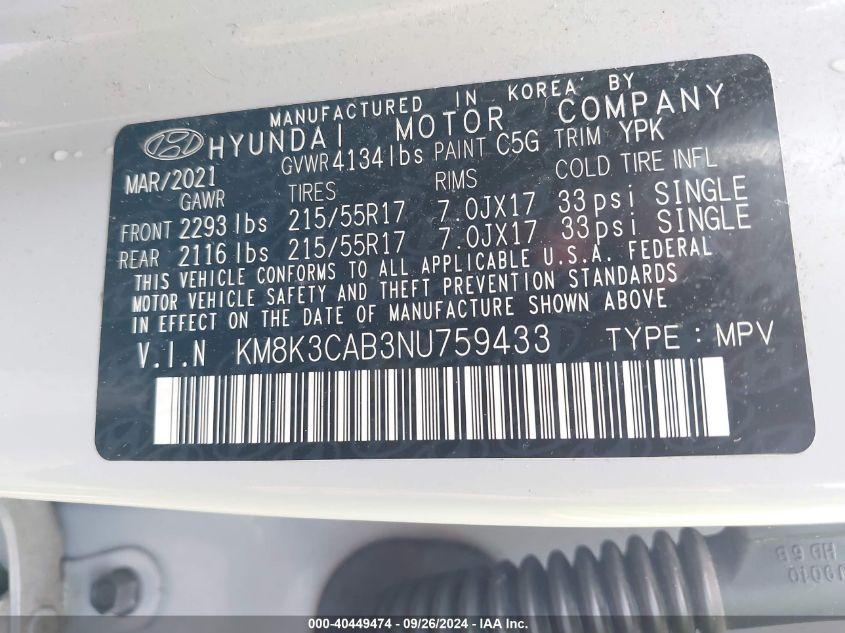 MANUFACTURED IN KOREA BY
HYUNDAI MOTOR COMPANY
GVWR 4134 lbs PAINT C5G TRIM YPK
MAR/2021
GAWR TIRES RIMS COLD TIRE INFL
FRONT 2293 lbs 215/55R17 7.0JX17 33 psi SINGLE
REAR 2116 lbs 215/55R17 7.0JX17 33 psi SINGLE
THIS VEHICLE CONFORMS TO ALL APPLICABLE U.S.A. FEDERAL
MOTOR VEHICLE SAFETY AND THEFT PREVENTION STANDARDS
IN EFFECT ON THE DATE OF MANUFACTURE SHOWN ABOVE
V.I.N KM8K3CAB3NU759433 TYPE : MPV
000-40449474 - 09/26/2024 - IAA Inc.